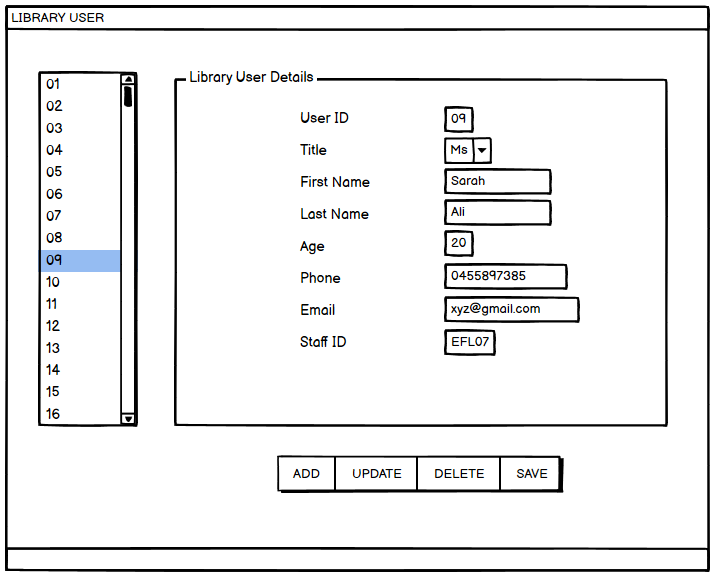 LIBRARY USER
01
02
03
04
05
06
07
08
09
10
11
12
13
14
15
16
Library User Details
User ID 09
Title Ms
First Name Sarah
Last Name Ali
Age 20
Phone 0455897385
Email xyz@gmail.com
Staff ID EFL07
ADD UPDATE DELETE SAVE